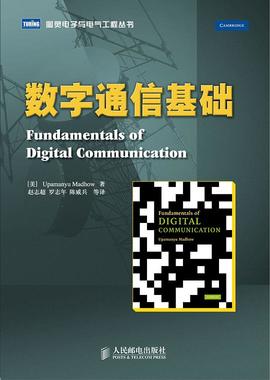 TURING
图灵电子与电气工程丛书
CAMBRIDGE
数字通信基础
Fundamentals of
Digital Communication
[美] Upamanyu Madhow 著
赵志超 罗志年 陈威兵 等译
Fundamentals of
DIGITAL
COMMUNICATION
Upamanyu Madhow
人民邮电出版社
POSTS & TELECOM PRESS